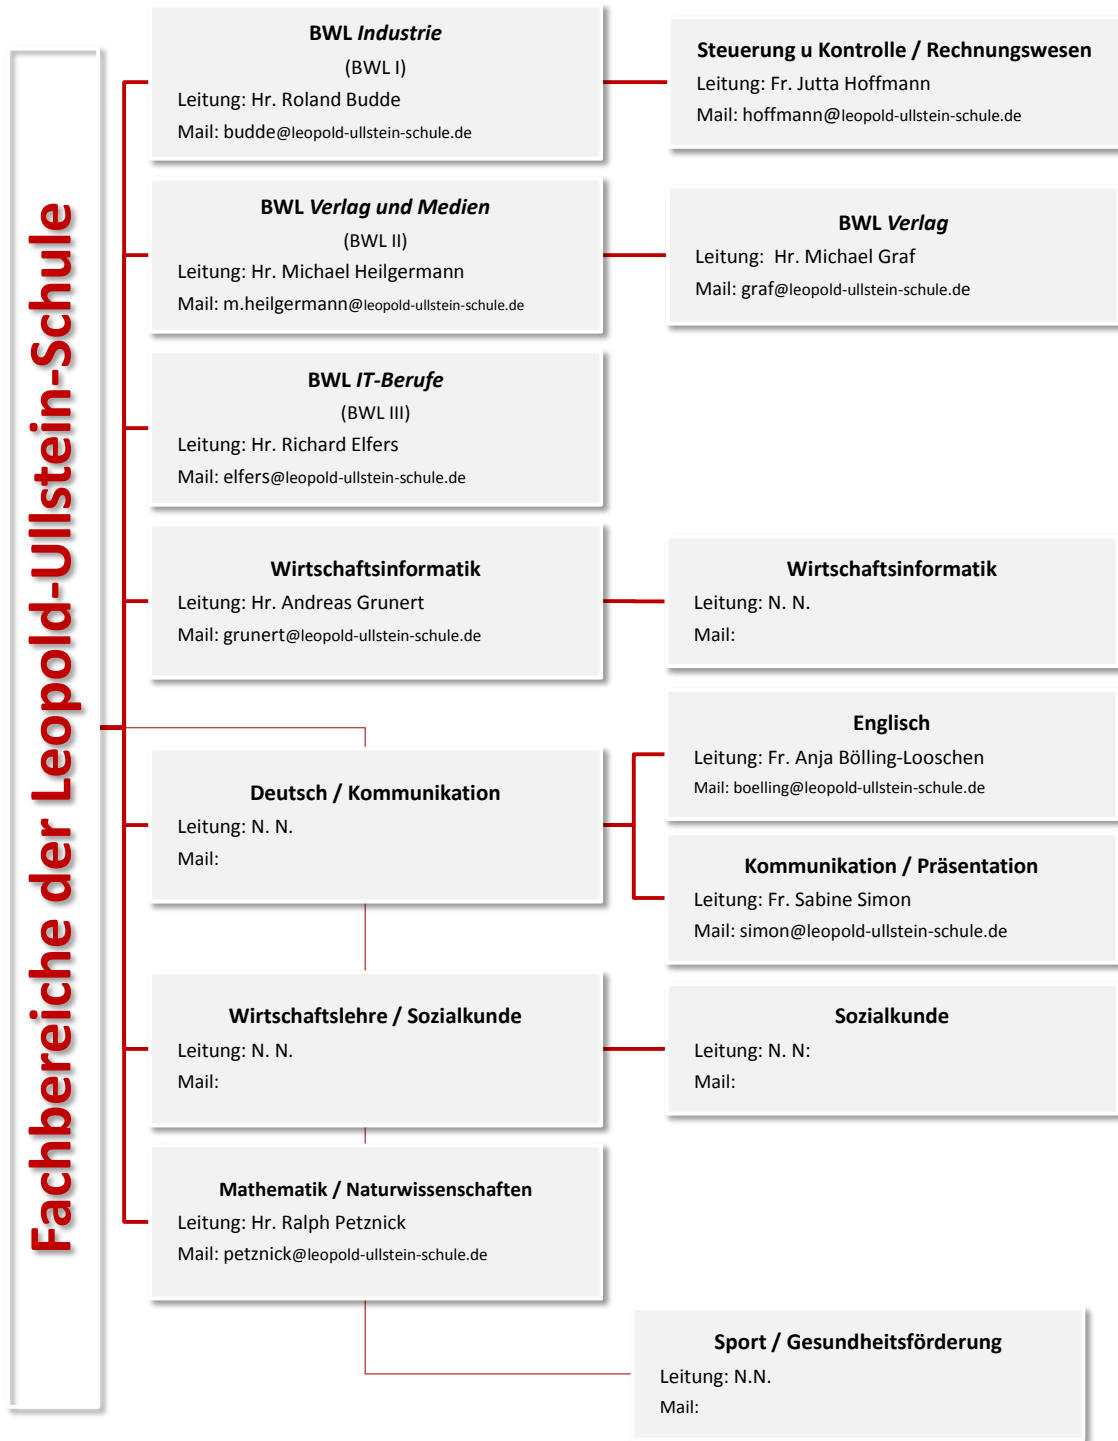 Fachbereiche der Leopold-Ullstein-Schule
BWL Industrie
(BWL I)
Leitung: Hr. Roland Budde
Mail: budde@leopold-ullstein-schule.de
Steuerung u Kontrolle / Rechnungswesen
Leitung: Fr. Jutta Hoffmann
Mail: hoffmann@leopold-ullstein-schule.de
BWL Verlag und Medien
(BWL II)
Leitung: Hr. Michael Heilgermann
Mail: m.heilgermann@leopold-ullstein-schule.de
BWL Verlag
Leitung: Hr. Michael Graf
Mail: graf@leopold-ullstein-schule.de
BWL IT-Berufe
(BWL III)
Leitung: Hr. Richard Elfers
Mail: elfers@leopold-ullstein-schule.de
Wirtschaftsinformatik
Leitung: Hr. Andreas Grunert
Mail: grunert@leopold-ullstein-schule.de
Wirtschaftsinformatik
Leitung: N. N.
Mail:
Deutsch / Kommunikation
Leitung: N. N.
Mail:
Englisch
Leitung: Fr. Anja Bölling-Looschen
Mail: boelling@leopold-ullstein-schule.de
Kommunikation / Präsentation
Leitung: Fr. Sabine Simon
Mail: simon@leopold-ullstein-schule.de
Wirtschaftslehre / Sozialkunde
Leitung: N. N.
Mail:
Sozialkunde
Leitung: N. N:
Mail:
Mathematik / Naturwissenschaften
Leitung: Hr. Ralph Petznick
Mail: petznick@leopold-ullstein-schule.de
Sport / Gesundheitsförderung
Leitung: N.N.
Mail: